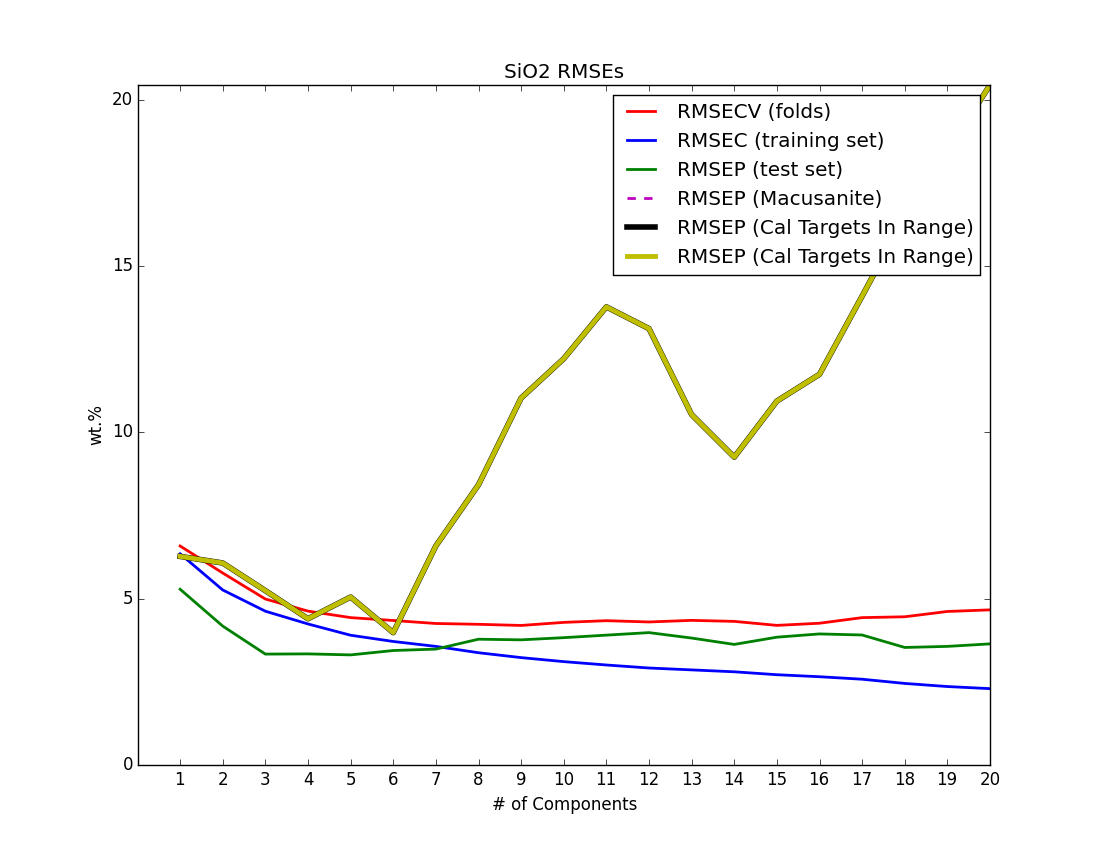 SiO2 RMSEs
20
15
10
5
0
wt.%
RMSECV (folds)
RMSEC (training set)
RMSEP (test set)
RMSEP (Macusanite)
RMSEP (Cal Targets In Range)
RMSEP (Cal Targets In Range)
1 2 3 4 5 6 7 8 9 10 11 12 13 14 15 16 17 18 19 20
# of Components